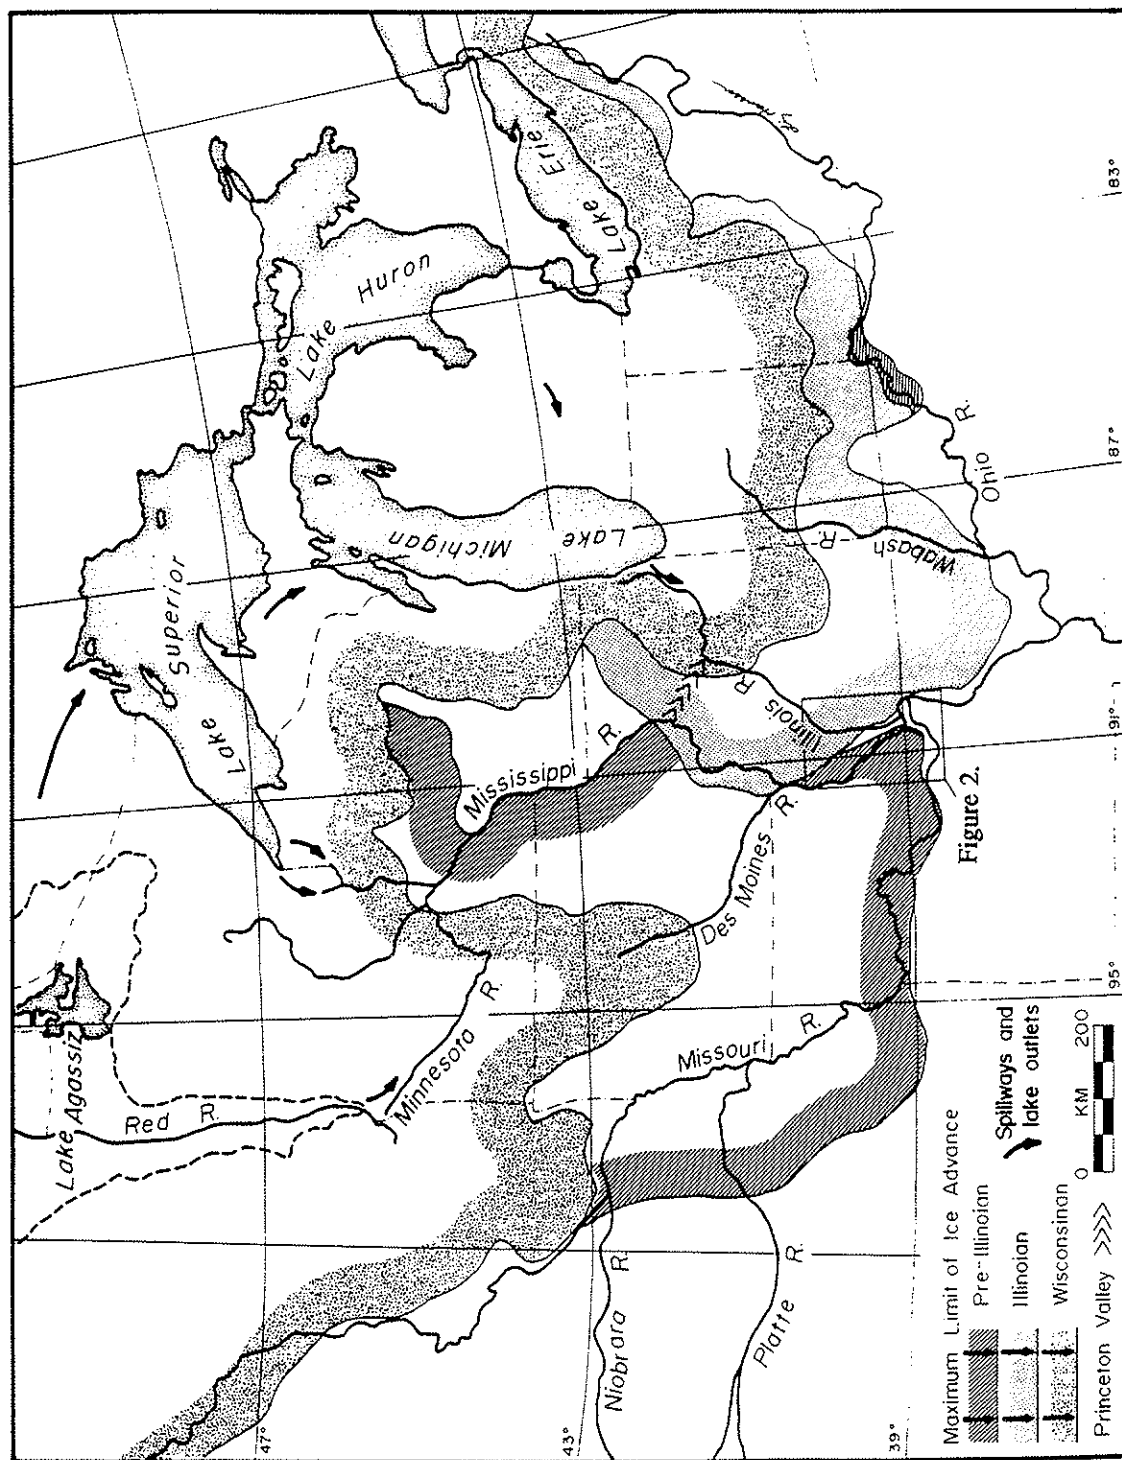 Lake Agassiz
Red R.
Minnesota R.
Lake Superior
Lake Michigan
Lake Huron
Lake Erie
Mississippi R.
Illinois R.
Wabash R.
Ohio R.
Des Moines R.
Missouri R.
Niobrara R.
Platte R.
Figure 2.
47°
43°
39°
95°
91°
87°
83°
Maximum Limit of Ice Advance
Pre-Illinoian
Illinoian
Wisconsinan
Princeton Valley >>>>
Spillways and
lake outlets
0 KM 200